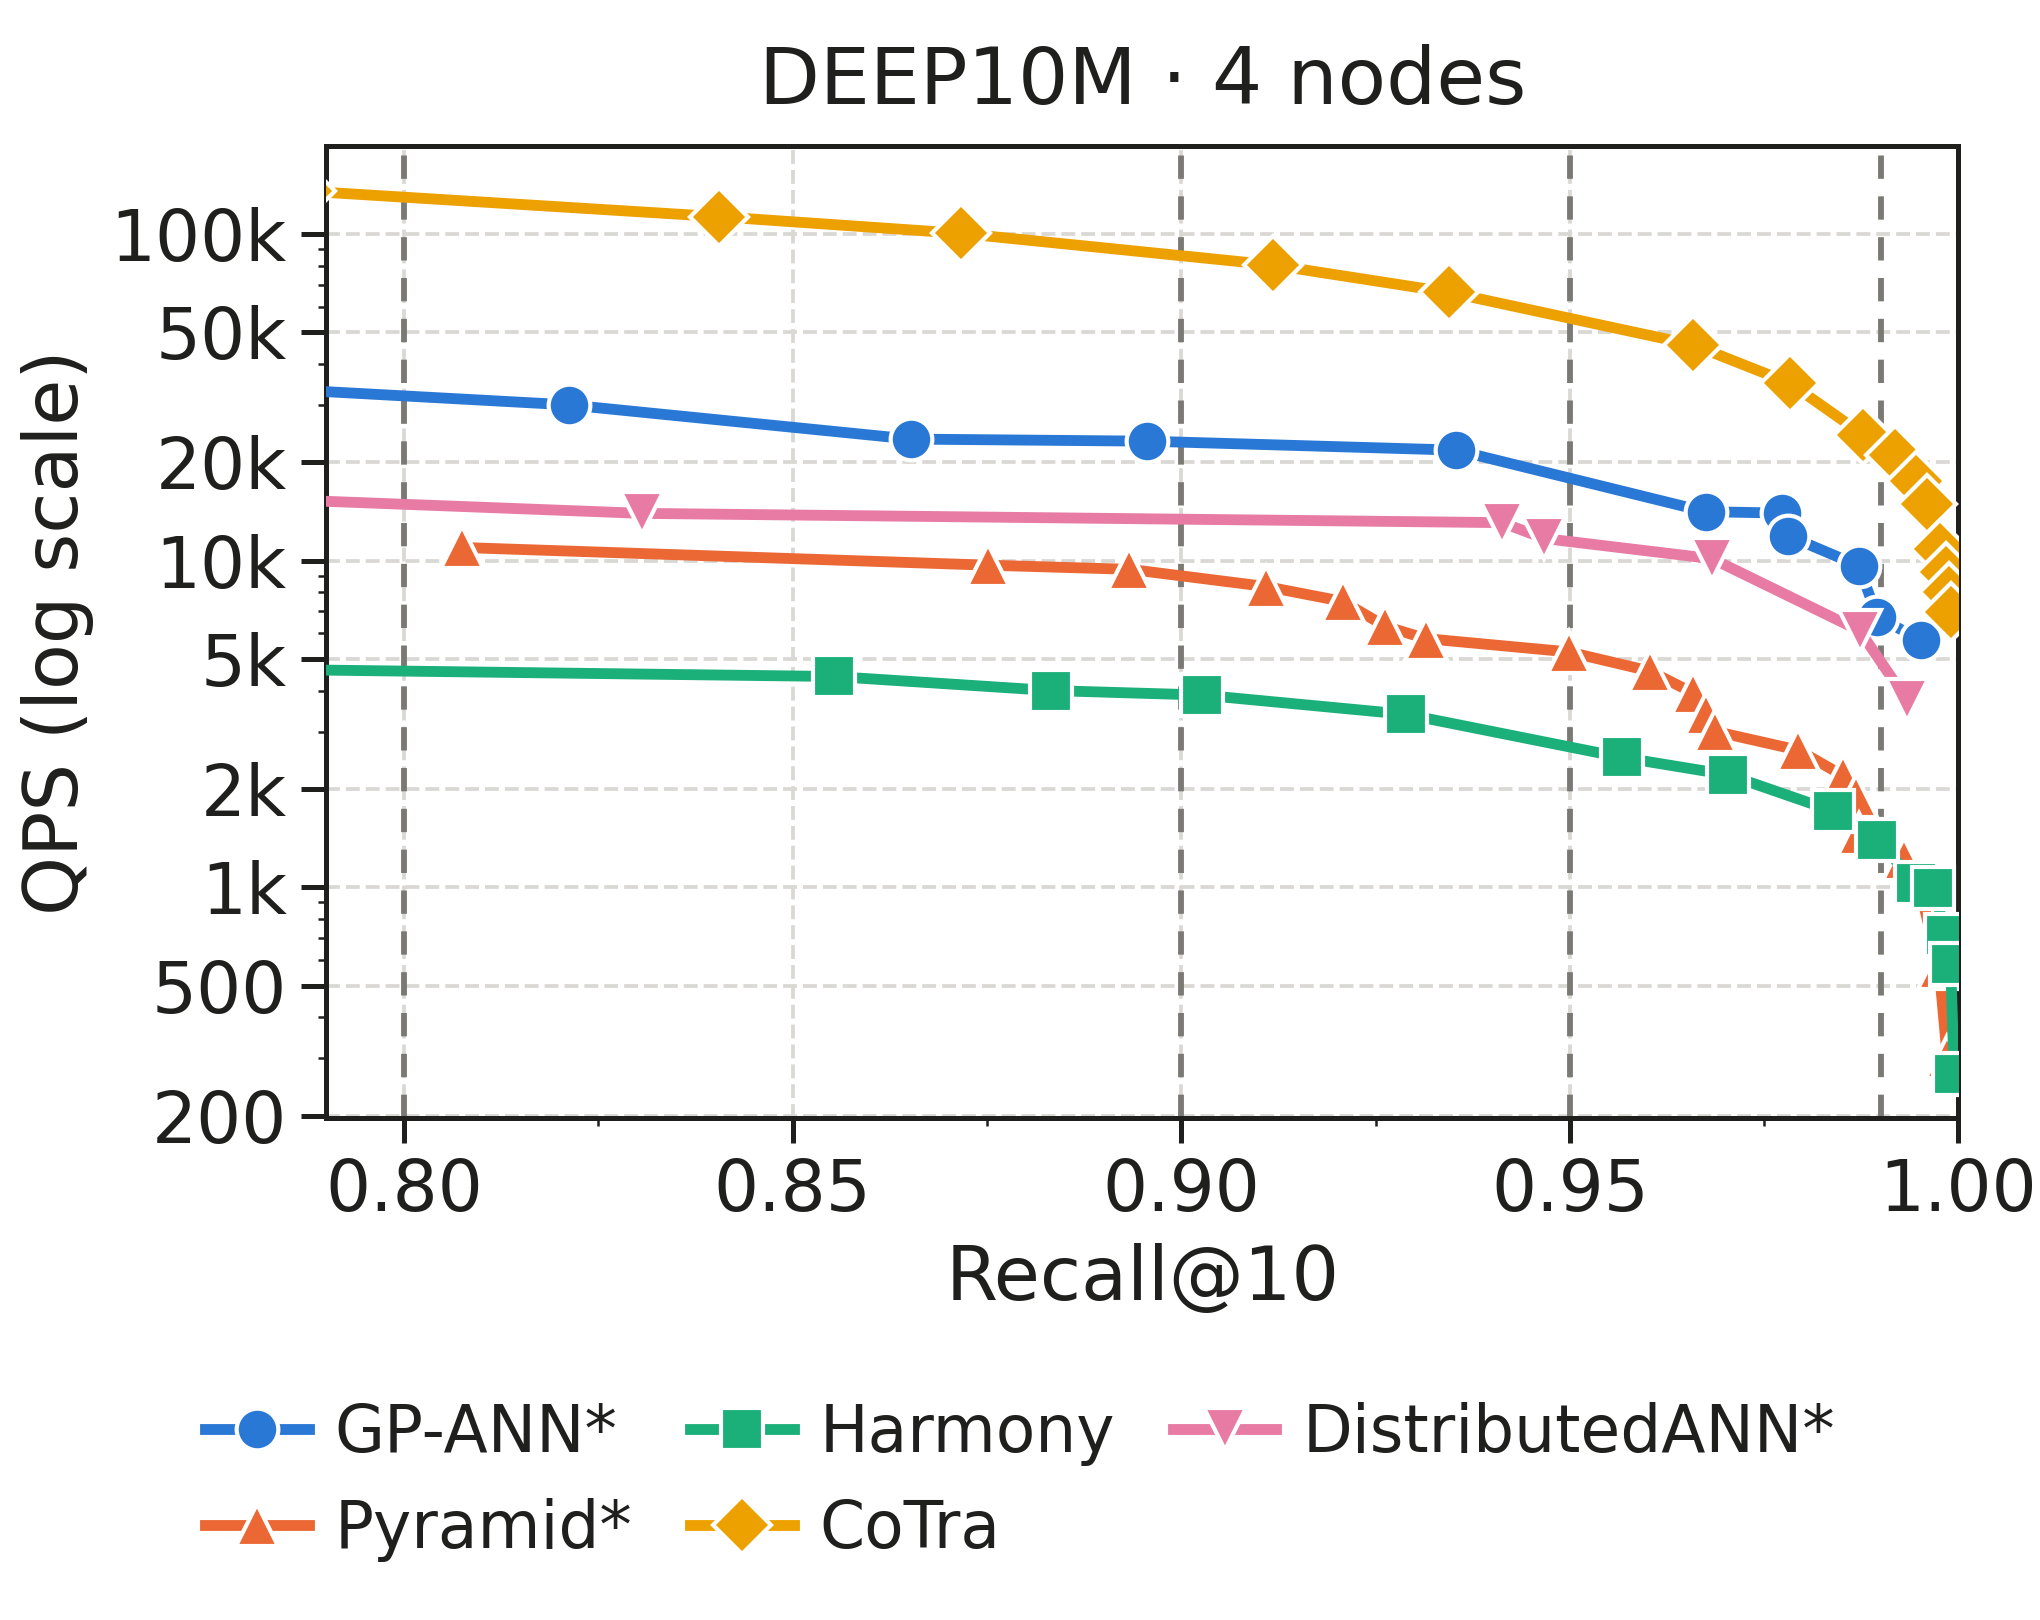 DEEP10M · 4 nodes
QPS (log scale)
100k
50k
20k
10k
5k
2k
1k
500
200
0.80 0.85 0.90 0.95 1.00
Recall@10
GP-ANN* Harmony DistributedANN*
Pyramid* CoTra